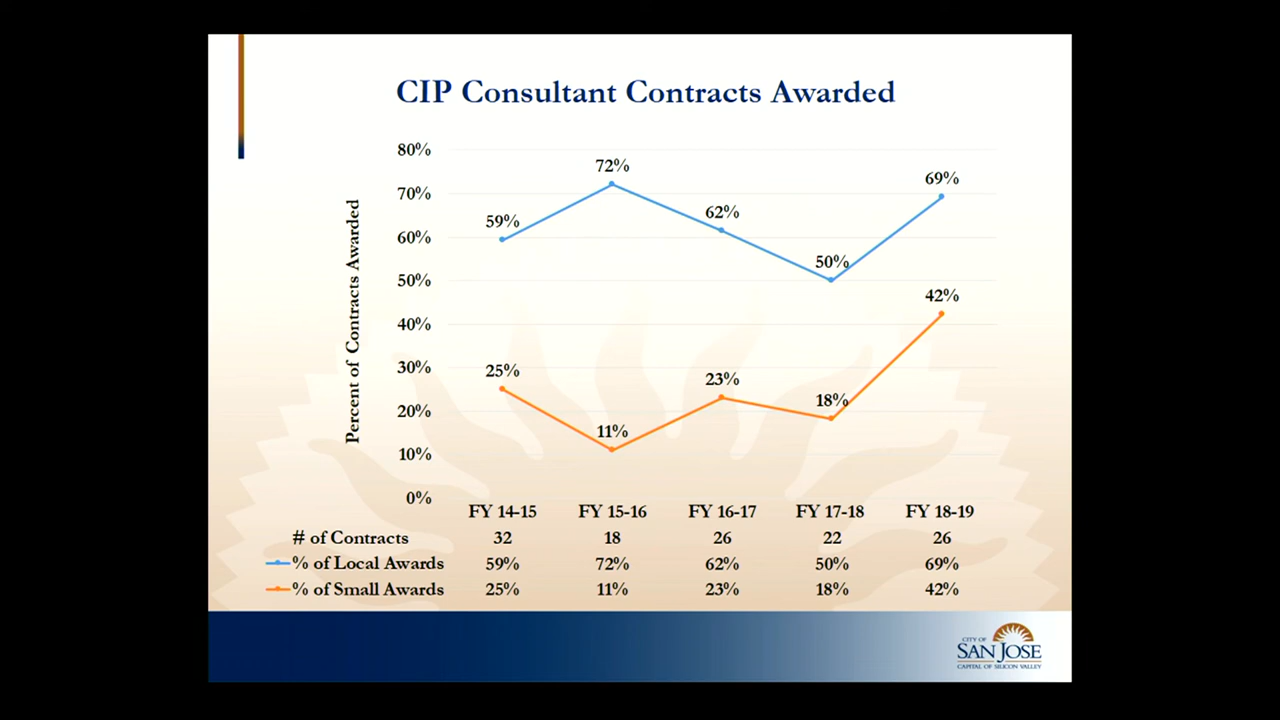 CIP Consultant Contracts Awarded
Percent of Contracts Awarded
80%
70%
60%
50%
40%
30%
20%
10%
0%
59%
72%
62%
50%
69%
25%
11%
23%
18%
42%
FY 14-15 FY 15-16 FY 16-17 FY 17-18 FY 18-19
# of Contracts 32 18 26 22 26
% of Local Awards 59% 72% 62% 50% 69%
% of Small Awards 25% 11% 23% 18% 42%
CITY OF
SAN JOSE
CAPITAL OF SILICON VALLEY